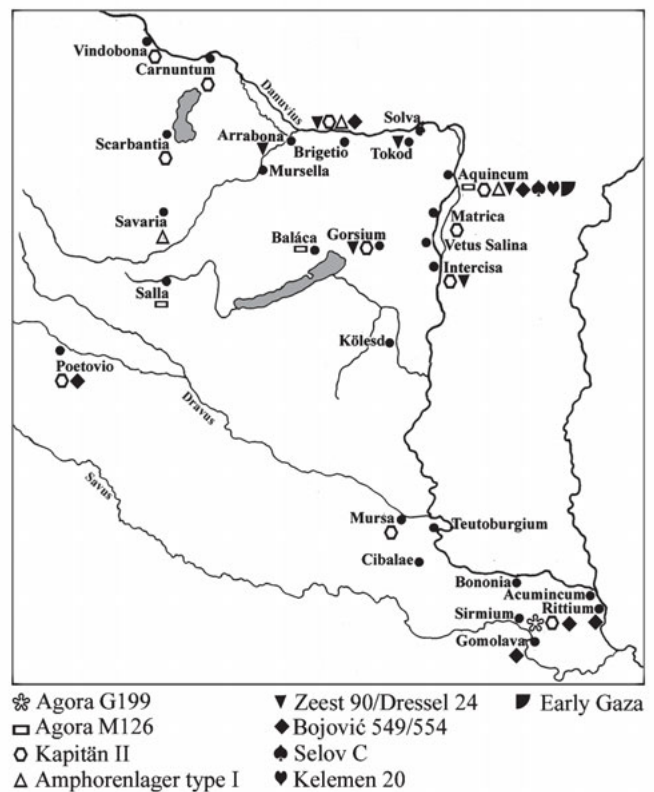 Vindobona
Carnuntum
Danuvius
Solva
Scarbantia
Arrabona
Brigetio
Tokod
Mursella
Aquincum
Savaria
Matrica
Baláca
Gorsium
Vetus Salina
Intercisa
Salla
Kölesd
Poetovio
Dravus
Savus
Mursa
Teutoburgium
Cibalae
Bononia
Acumincum
Rittium
Sirmium
Gomolava
Agora G199
Agora M126
Kapitän II
Amphorenlager type I
Zeest 90/Dressel 24
Bojović 549/554
Selov C
Kelemen 20
Early Gaza